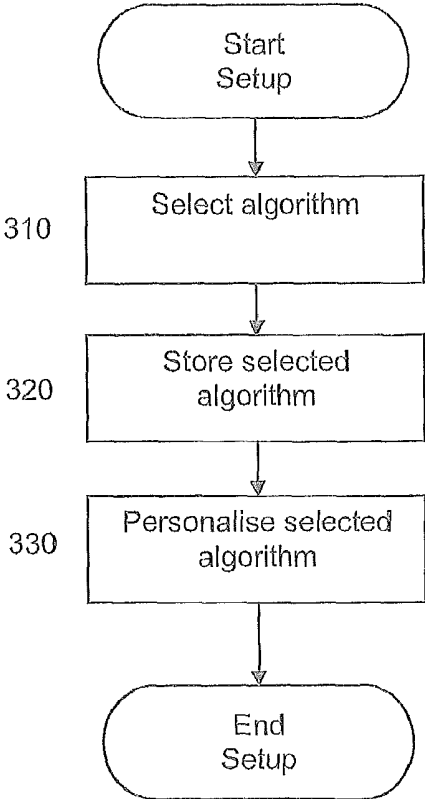 Start
Setup
310
Select algorithm
320
Store selected
algorithm
330
Personalise selected
algorithm
End
Setup